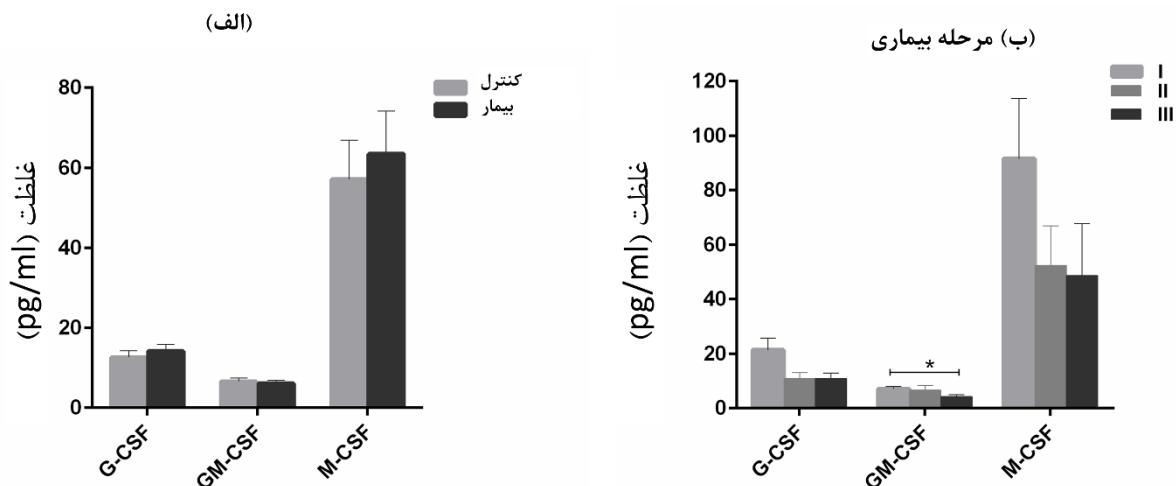 (الف)
کنترل
بیمار
غلظت (pg/ml)
80
60
40
20
0
G-CSF
GM-CSF
M-CSF
(ب) مرحله بیماری
I
II
III
غلظت (pg/ml)
120
100
80
60
40
20
0
*
G-CSF
GM-CSF
M-CSF